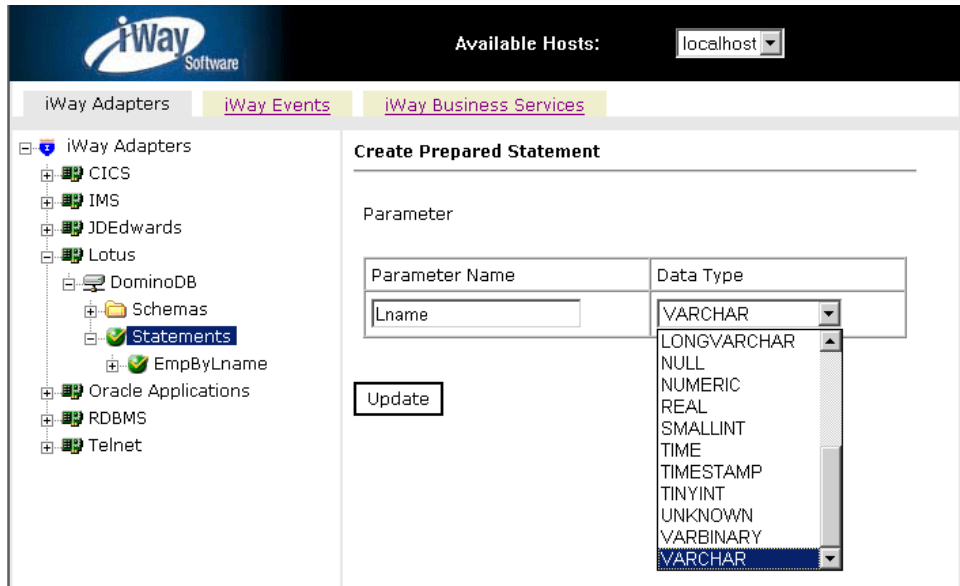 iWay
Software
Available Hosts:
localhost
iWay Adapters
iWay Events
iWay Business Services
iWay Adapters
CICS
IMS
JDEdwards
Lotus
DominoDB
Schemas
Statements
EmpByLname
Oracle Applications
RDBMS
Telnet
Create Prepared Statement
Parameter
Parameter Name
Data Type
Lname
VARCHAR
LONGVARCHAR
NULL
NUMERIC
REAL
SMALLINT
TIME
TIMESTAMP
TINYINT
UNKNOWN
VARBINARY
VARCHAR
Update